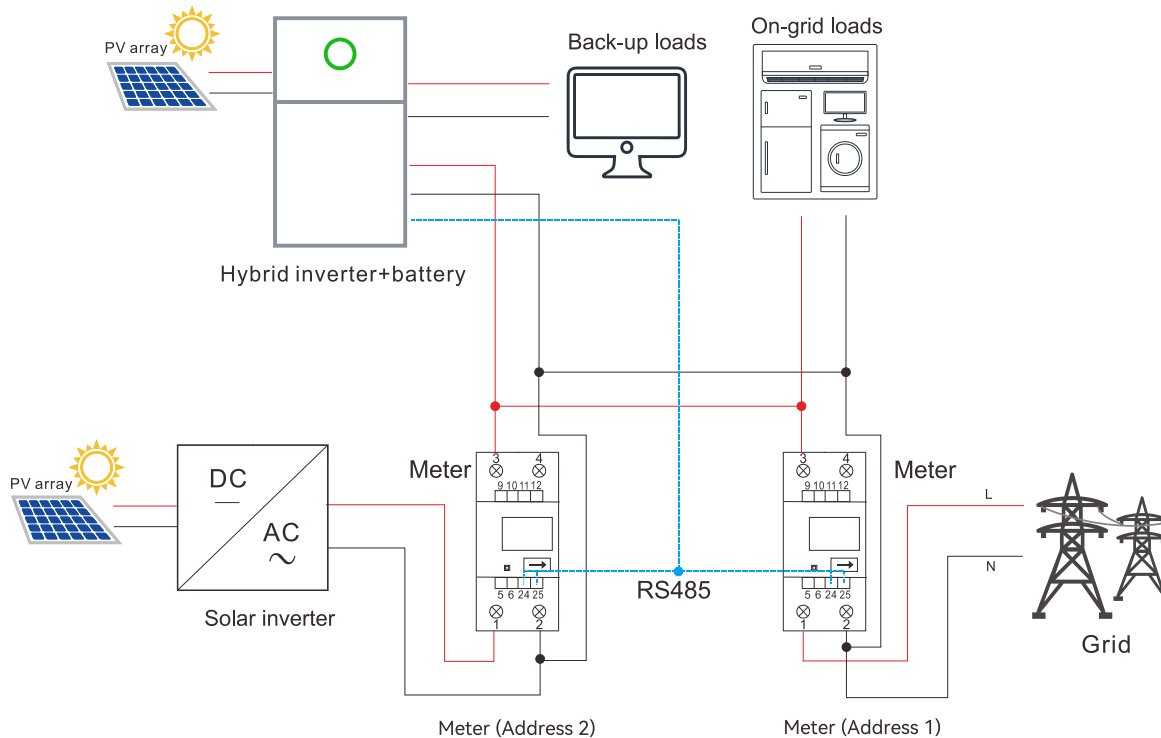 PV array
Back-up loads
On-grid loads
Hybrid inverter+battery
PV array
DC
AC
Solar inverter
Meter
3 4
9 10 11 12
5 6 24 25
1 2
RS485
3 4
9 10 11 12
5 6 24 25
1 2
Meter
L
N
Grid
Meter (Address 2)
Meter (Address 1)